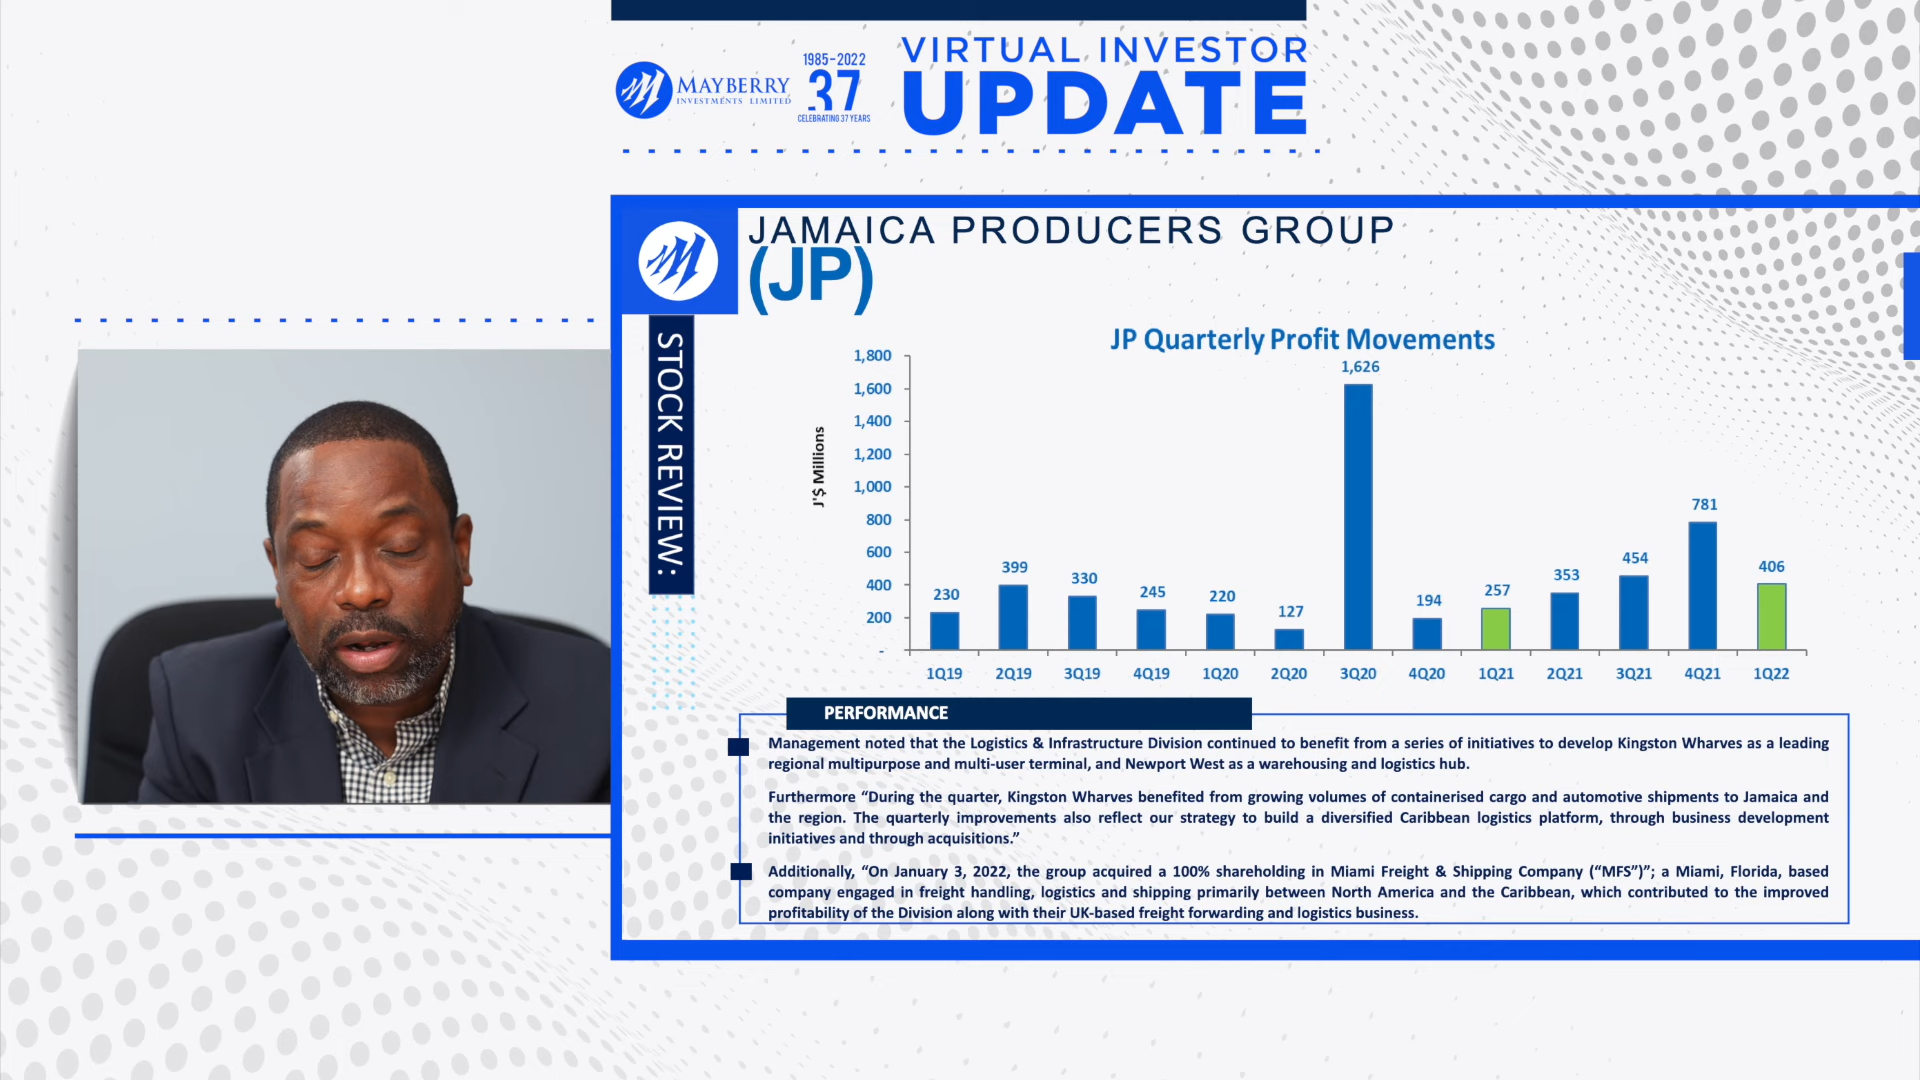 1985-2022
37
CELEBRATING 37 YEARS
MAYBERRY
INVESTMENTS LIMITED
VIRTUAL INVESTOR
UPDATE
JAMAICA PRODUCERS GROUP
(JP)
STOCK REVIEW:
JP Quarterly Profit Movements
J'$ Millions
1,800
1,600
1,400
1,200
1,000
800
600
400
200
-
230
399
330
245
220
127
1,626
194
257
353
454
781
406
1Q19
2Q19
3Q19
4Q19
1Q20
2Q20
3Q20
4Q20
1Q21
2Q21
3Q21
4Q21
1Q22
PERFORMANCE
Management noted that the Logistics & Infrastructure Division continued to benefit from a series of initiatives to develop Kingston Wharves as a leading
regional multipurpose and multi-user terminal, and Newport West as a warehousing and logistics hub.
Furthermore “During the quarter, Kingston Wharves benefited from growing volumes of containerised cargo and automotive shipments to Jamaica and
the region. The quarterly improvements also reflect our strategy to build a diversified Caribbean logistics platform, through business development
initiatives and through acquisitions.”
Additionally, “On January 3, 2022, the group acquired a 100% shareholding in Miami Freight & Shipping Company (“MFS”)”; a Miami, Florida, based
company engaged in freight handling, logistics and shipping primarily between North America and the Caribbean, which contributed to the improved
profitability of the Division along with their UK-based freight forwarding and logistics business.